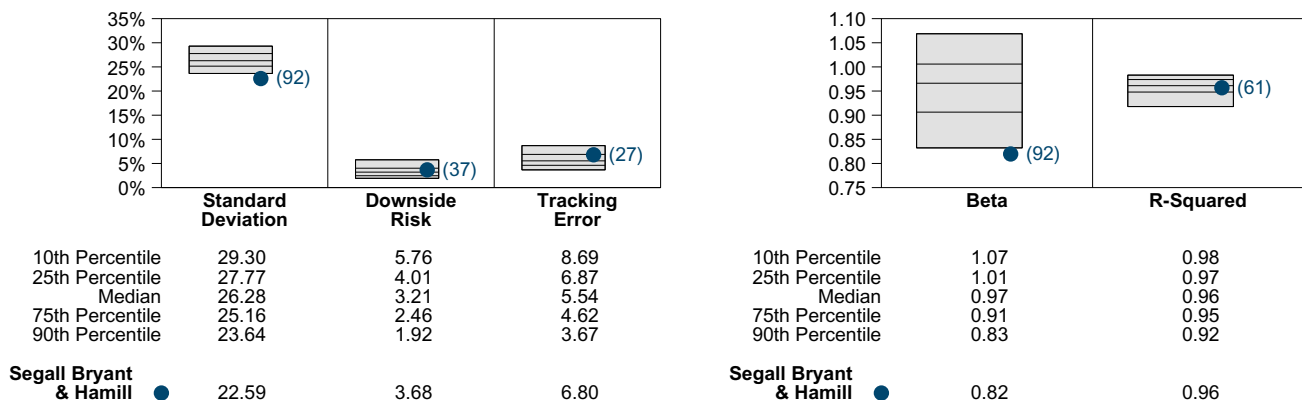 35%
30%
25%
20%
15%
10%
5%
0%
(92)
(37)
(27)
Standard
Deviation
Downside
Risk
Tracking
Error
10th Percentile 29.30 5.76 8.69
25th Percentile 27.77 4.01 6.87
Median 26.28 3.21 5.54
75th Percentile 25.16 2.46 4.62
90th Percentile 23.64 1.92 3.67
Segall Bryant
& Hamill 22.59 3.68 6.80
1.10
1.05
1.00
0.95
0.90
0.85
0.80
0.75
(92)
(61)
Beta R-Squared
10th Percentile 1.07 0.98
25th Percentile 1.01 0.97
Median 0.97 0.96
75th Percentile 0.91 0.95
90th Percentile 0.83 0.92
Segall Bryant
& Hamill 0.82 0.96